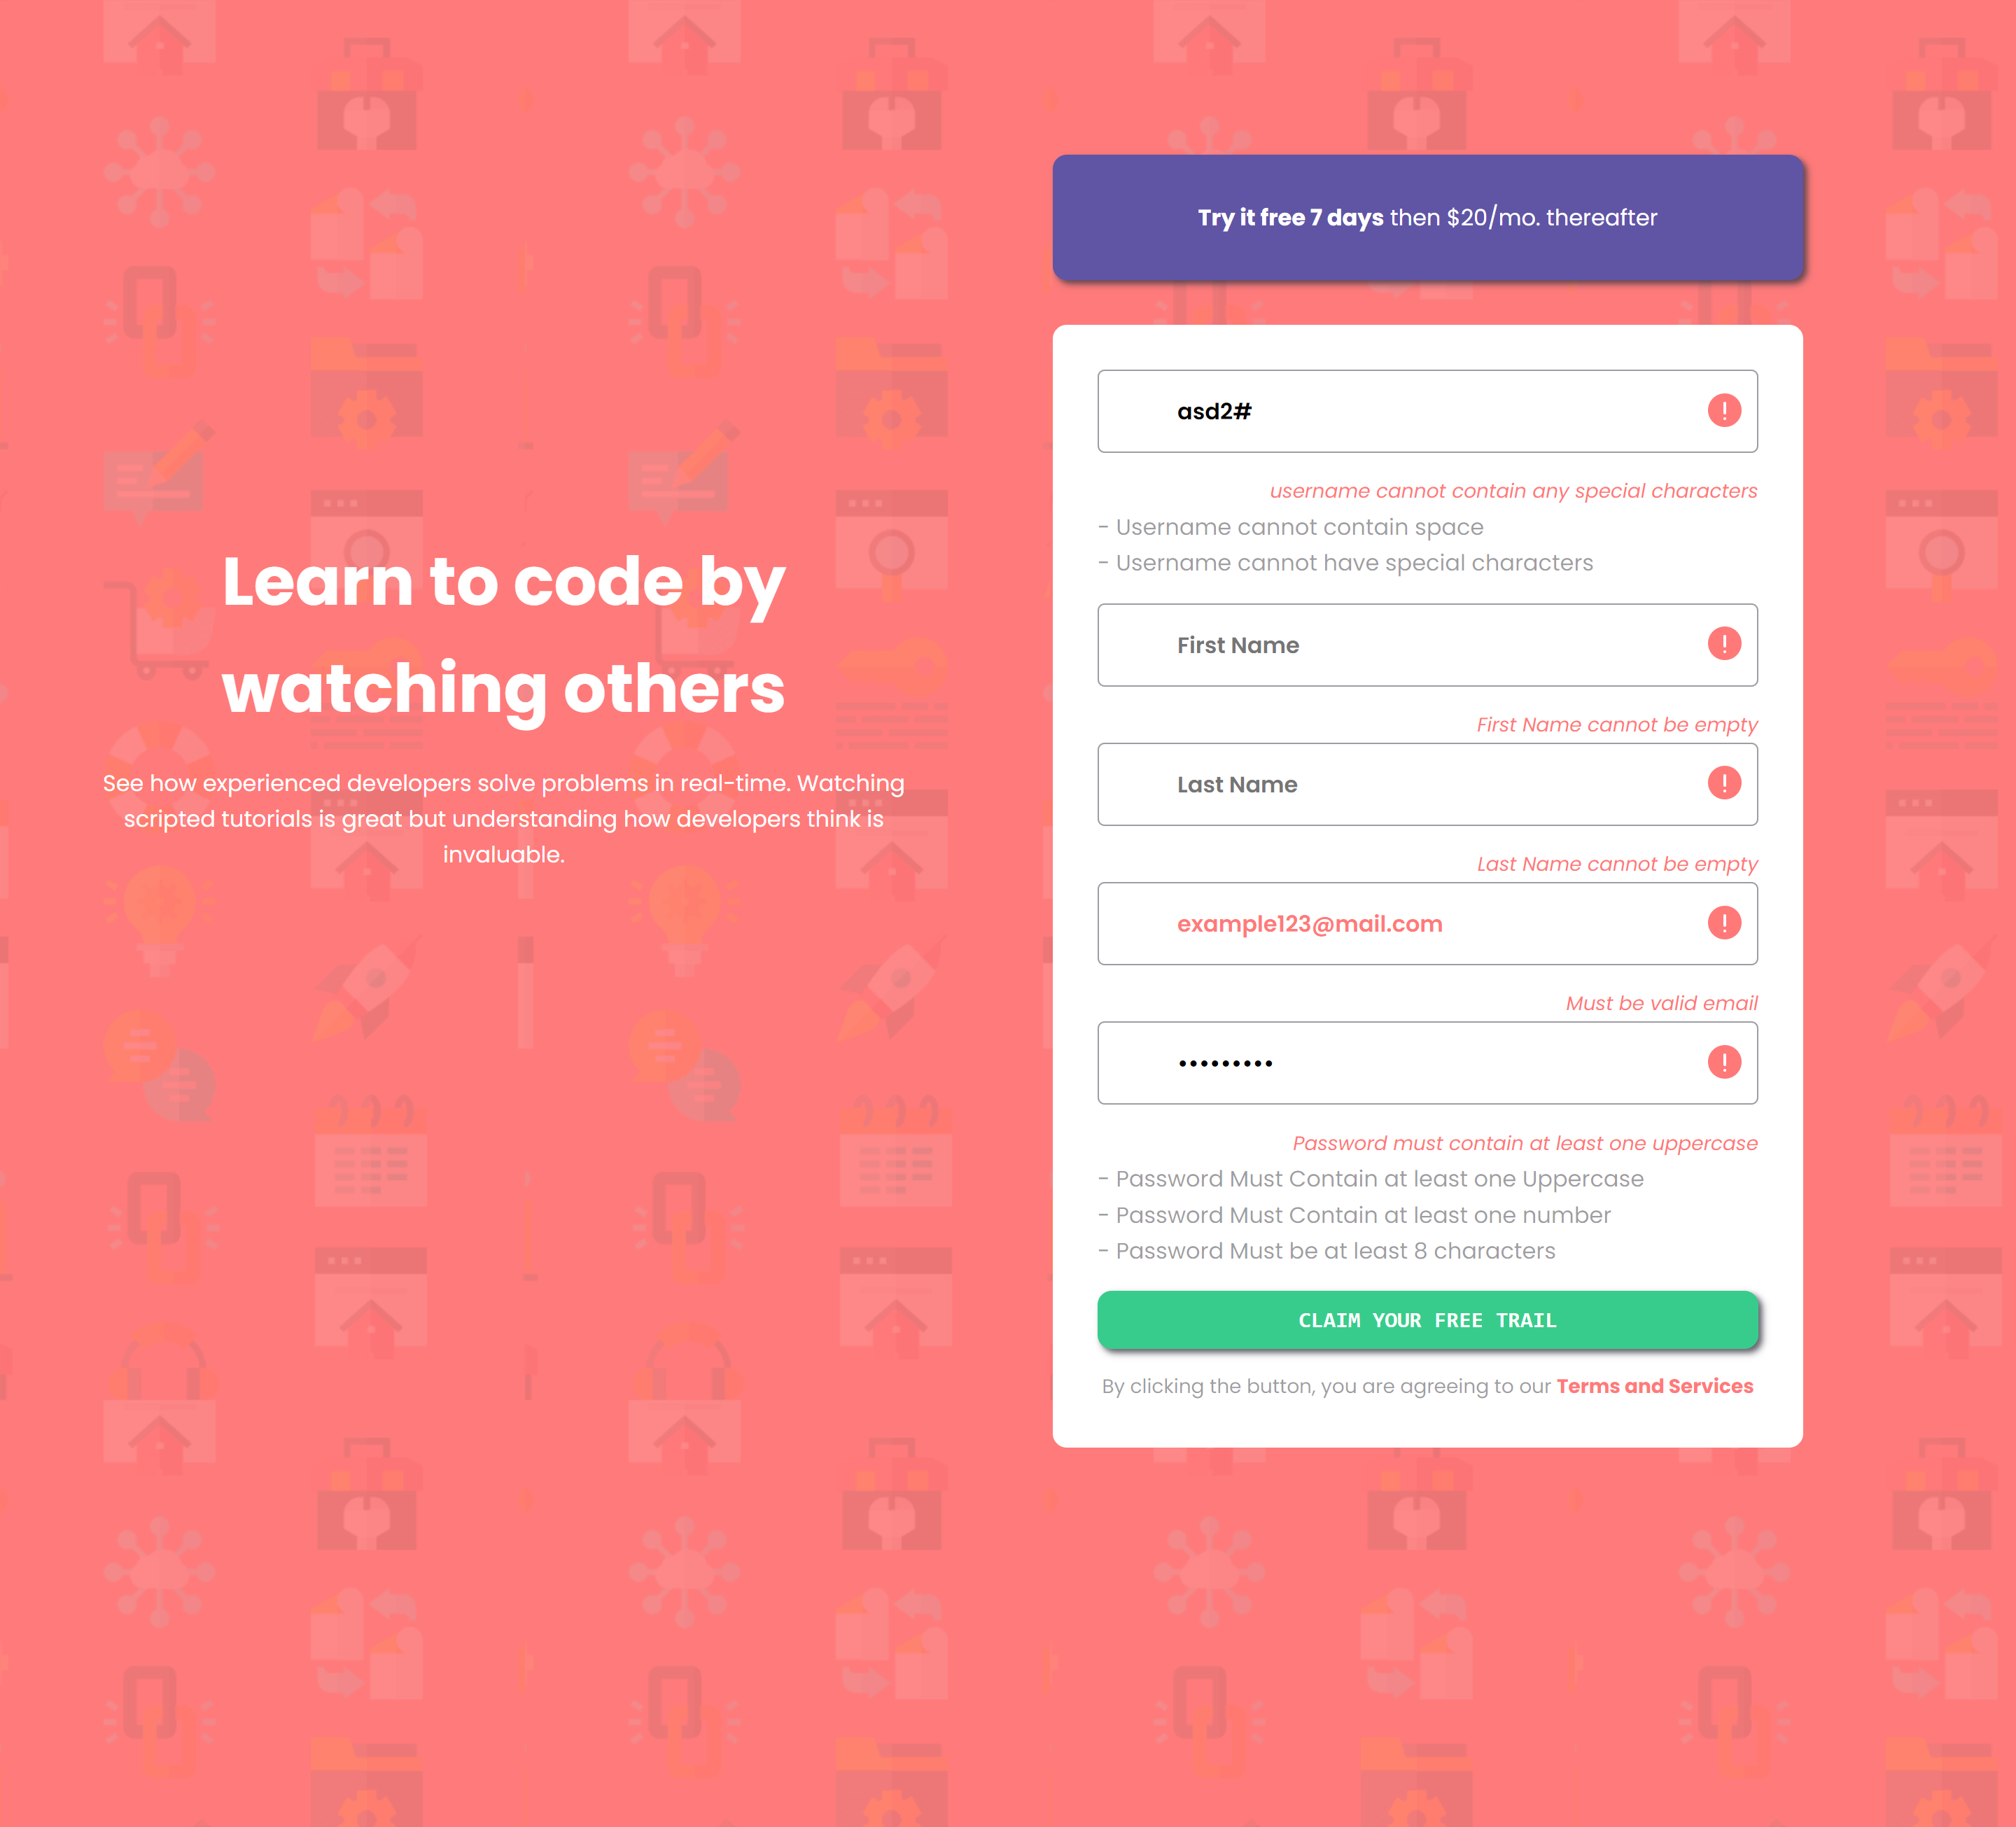 Learn to code by
watching others
See how experienced developers solve problems in real-time. Watching
scripted tutorials is great but understanding how developers think is
invaluable.
Try it free 7 days then $20/mo. thereafter
asd2#
username cannot contain any special characters
- Username cannot contain space
- Username cannot have special characters
First Name
First Name cannot be empty
Last Name
Last Name cannot be empty
example123@mail.com
Must be valid email
•••••••••
Password must contain at least one uppercase
- Password Must Contain at least one Uppercase
- Password Must Contain at least one number
- Password Must be at least 8 characters
CLAIM YOUR FREE TRAIL
By clicking the button, you are agreeing to our Terms and Services